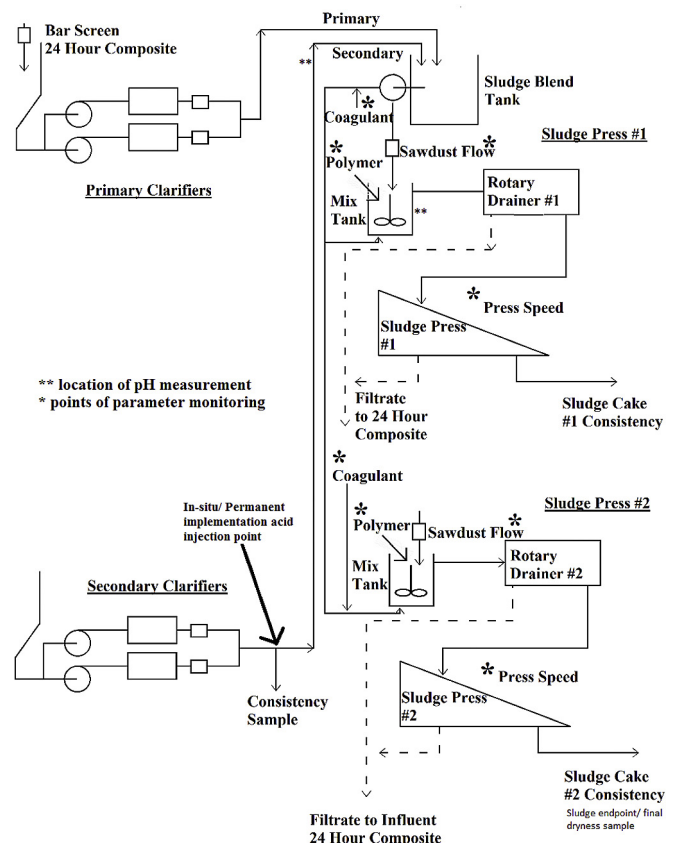 Primary
Bar Screen
24 Hour Composite
Secondary
**
Sludge Blend
Tank
*
Coagulant
Sludge Press #1
*
Polymer
Sawdust Flow*
Primary Clarifiers
Mix
Tank
**
Rotary
Drainer #1
* Press Speed
Sludge Press
#1
** location of pH measurement
* points of parameter monitoring
Filtrate
to 24 Hour
Composite
Sludge Cake
#1 Consistency
*
Coagulant
In-situ/ Permanent
implementation acid
injection point
Sludge Press #2
*
Polymer
Sawdust Flow*
Mix
Tank
Rotary
Drainer #2
Secondary Clarifiers
* Press Speed
Sludge Press
#2
Consistency
Sample
Sludge Cake
#2 Consistency
Sludge endpoint/ final
dryness sample
Filtrate to Influent
24 Hour Composite